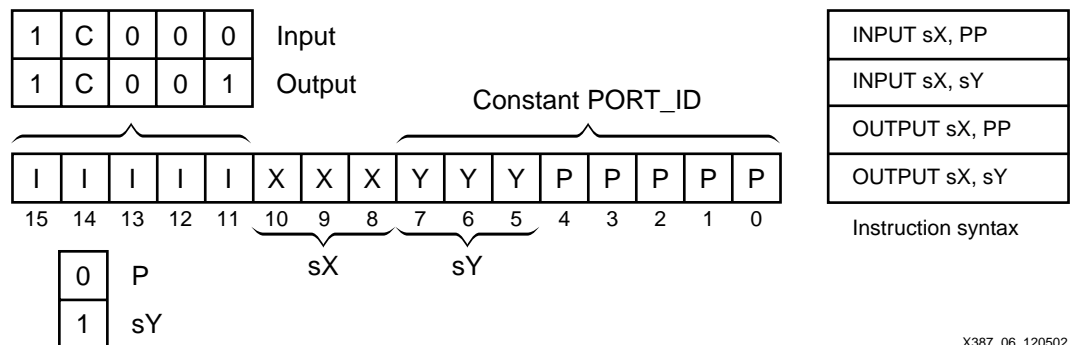 1 C 0 0 0 Input
1 C 0 0 1 Output
Constant PORT_ID
I I I I I X X X Y Y Y P P P P P
15 14 13 12 11 10 9 8 7 6 5 4 3 2 1 0
sX sY
0 P
1 sY
INPUT sX, PP
INPUT sX, sY
OUTPUT sX, PP
OUTPUT sX, sY
Instruction syntax
X387_06_120502